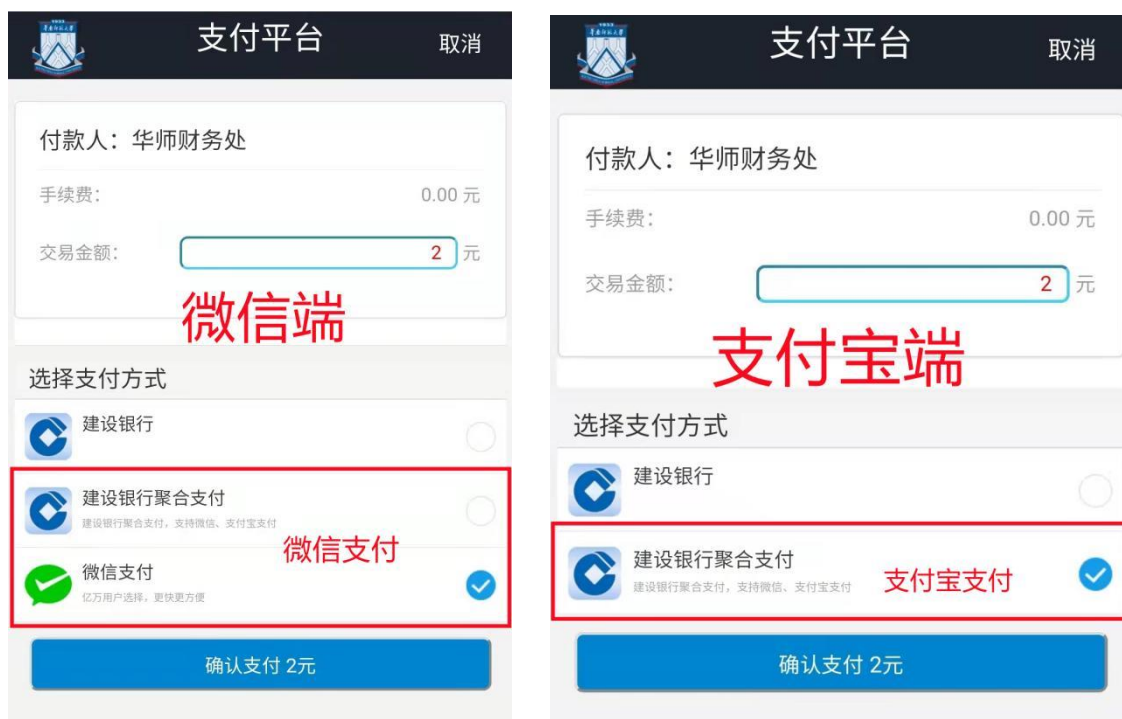 支付平台
取消
付款人：华师财务处
手续费：
0.00 元
交易金额：
2 元
微信端
选择支付方式
建设银行
建设银行聚合支付
建设银行聚合支付，支持微信、支付宝支付
微信支付
微信支付
亿万用户选择，更快更方便
确认支付 2元
支付平台
取消
付款人：华师财务处
手续费：
0.00 元
交易金额：
2 元
支付宝端
选择支付方式
建设银行
建设银行聚合支付
建设银行聚合支付，支持微信、支付宝支付
支付宝支付
确认支付 2元